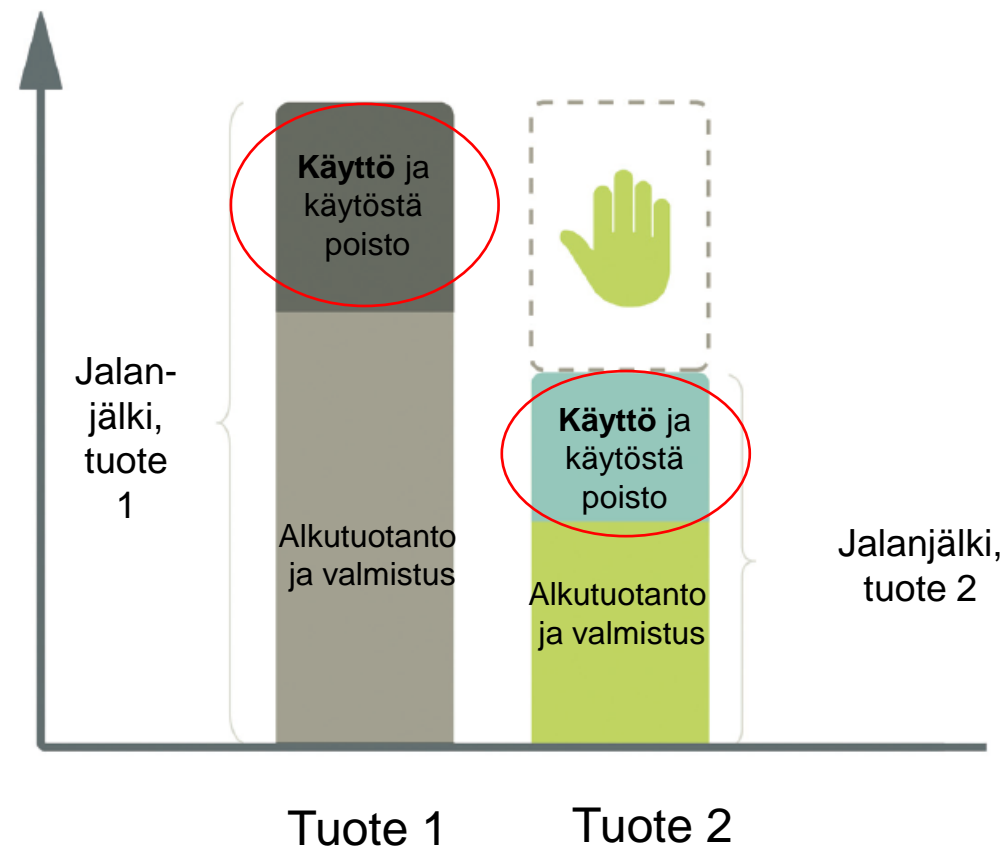 Käyttö ja
käytöstä
poisto
Jalan-
jälki,
tuote
1
Alkutuotanto
ja valmistus
Käyttö ja
käytöstä
poisto
Alkutuotanto
ja valmistus
Jalanjälki,
tuote 2
Tuote 1
Tuote 2